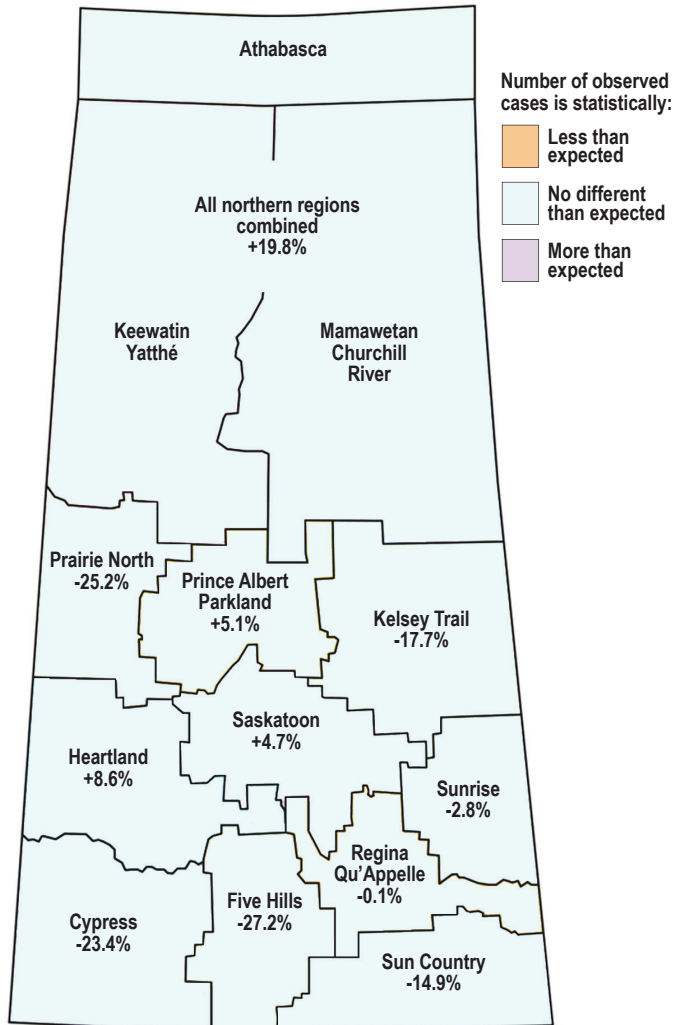 Athabasca
Number of observed
cases is statistically:
Less than
expected
No different
than expected
More than
expected
All northern regions
combined
+19.8%
Keewatin
Yatthé
Mamawetan
Churchill
River
Prairie North
-25.2%
Prince Albert
Parkland
+5.1%
Kelsey Trail
-17.7%
Saskatoon
+4.7%
Heartland
+8.6%
Sunrise
-2.8%
Regina
Qu’Appelle
-0.1%
Five Hills
-27.2%
Cypress
-23.4%
Sun Country
-14.9%